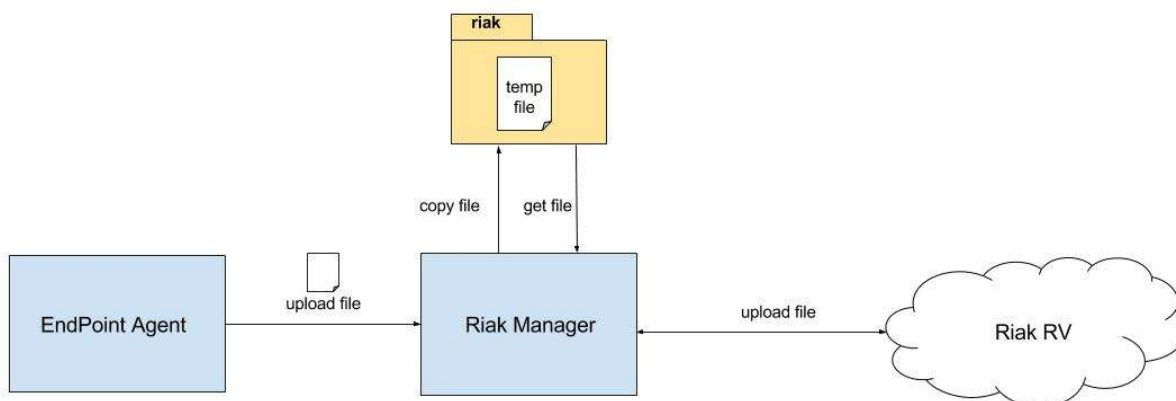 riak
temp
file
copy file
get file
EndPoint Agent
upload file
Riak Manager
upload file
Riak RV